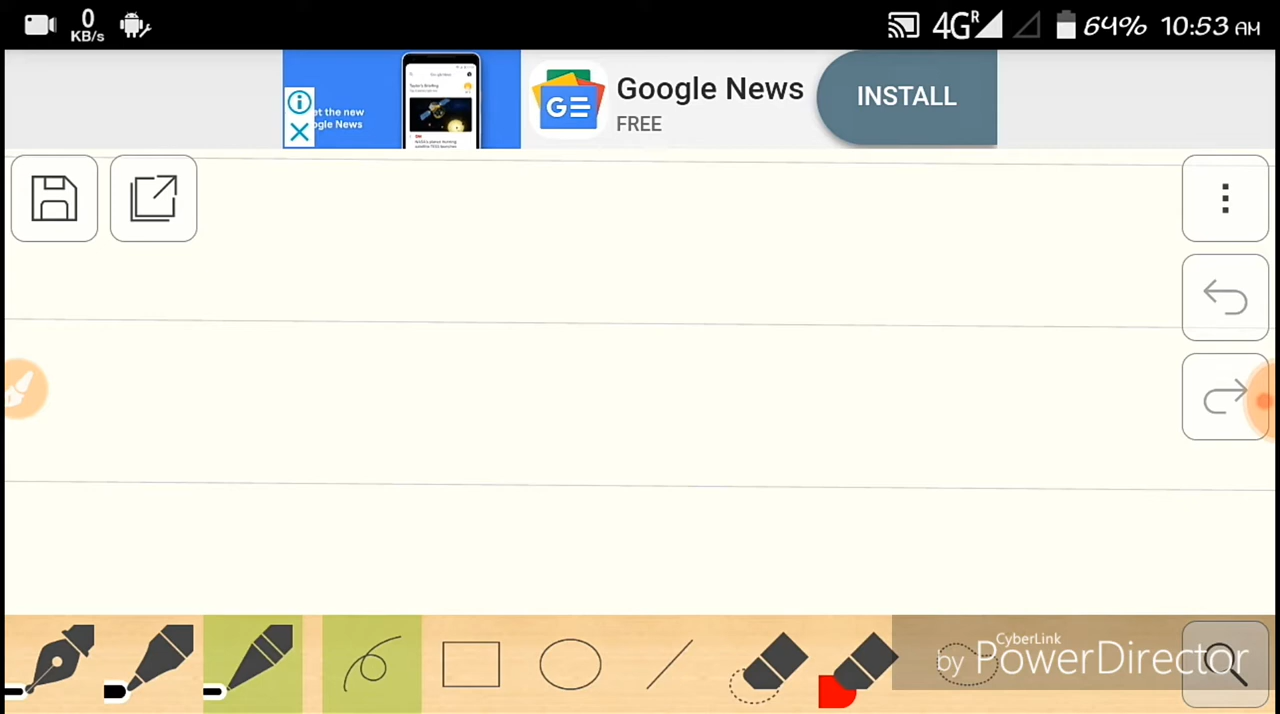 0
KB/s
4G R 64% 10:53 AM
et the new
ogle News
GE
Google News
FREE
INSTALL
CyberLink
by PowerDirector